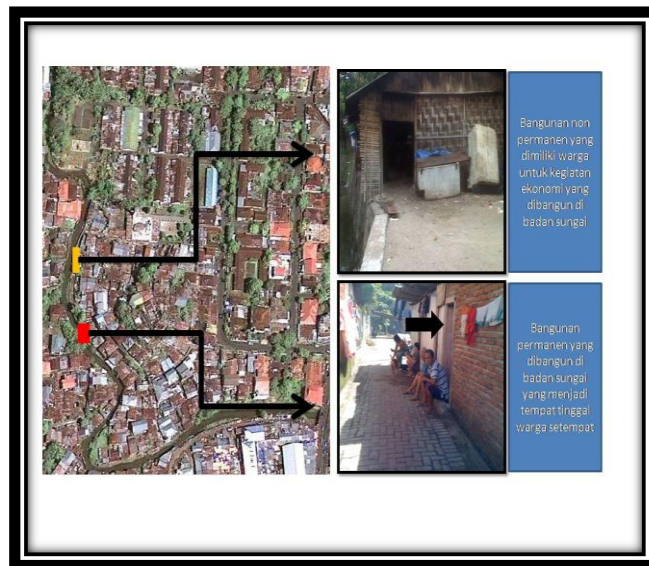 Bangunan non
permanen yang
dimiliki warga
untuk kegiatan
ekonomi yang
dibangun di
badan sungai
Bangunan
permanen yang
dibangun di
badan sungai
yang menjadi
tempat tinggal
warga setempat